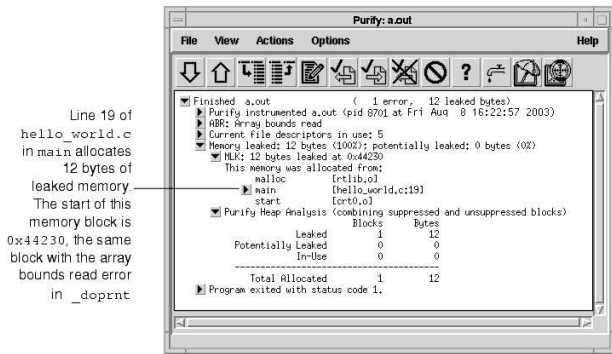 Purify: a.out
File View Actions Options Help
Finished a.out ( 1 error, 12 leaked bytes)
Purify instrumented a.out (pid 8701 at Fri Aug 8 16:22:57 2003)
ABR: Array bounds read
Current file descriptors in use: 5
Memory leaked: 12 bytes (100%); potentially leaked: 0 bytes (0%)
MLK: 12 bytes leaked at 0x44230
This memory was allocated from:
malloc [rtlib.o]
main [hello_world.c:19]
start [crt0.o]
Purify Heap Analysis (combining suppressed and unsuppressed blocks)
Blocks Bytes
Leaked 1 12
Potentially Leaked 0 0
In-Use 0 0
----------------------------------------
Total Allocated 1 12
Program exited with status code 1.
Line 19 of
hello_world.c
in main allocates
12 bytes of
leaked memory.
The start of this
memory block is
0x44230, the same
block with the array
bounds read error
in _doprnt